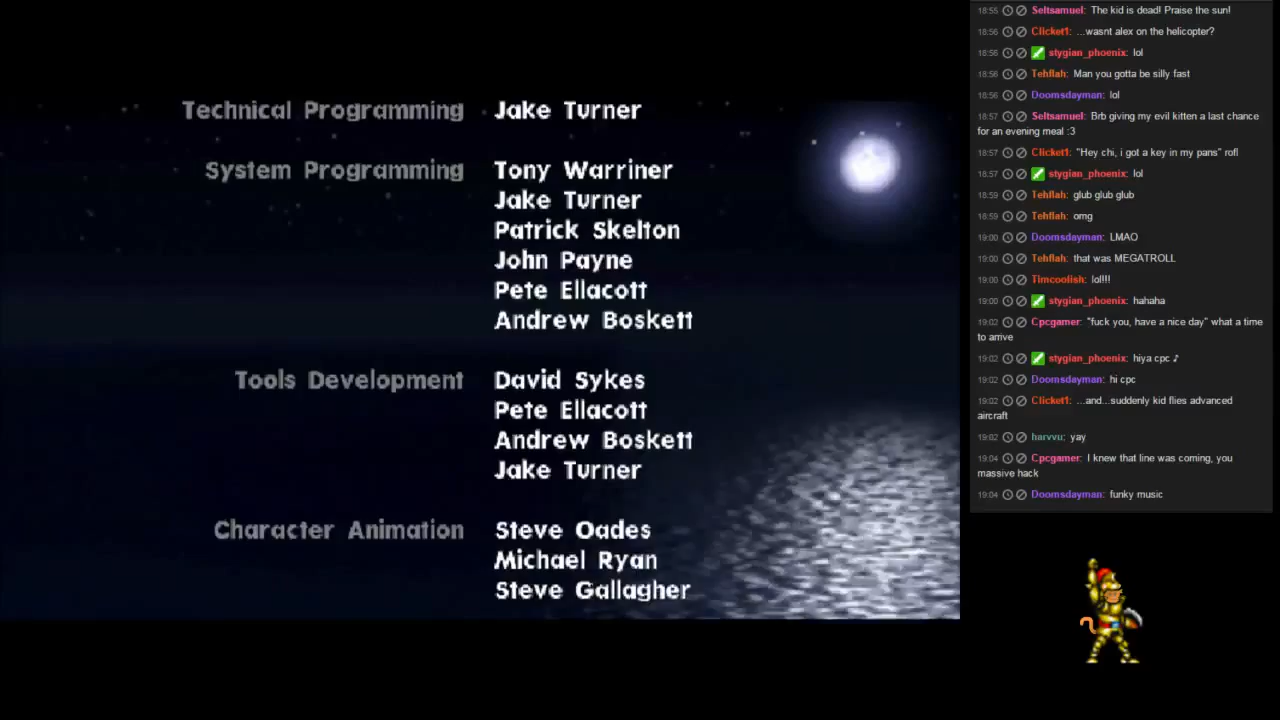 Technical Programming Jake Turner
System Programming Tony Warriner
Jake Turner
Patrick Skelton
John Payne
Pete Ellacott
Andrew Boskett
Tools Development David Sykes
Pete Ellacott
Andrew Boskett
Jake Turner
Character Animation Steve Oades
Michael Ryan
Steve Gallagher
18:55 Seltsamuel: The kid is dead! Praise the sun!
18:56 Clicket1: ...wasnt alex on the helicopter?
18:56 stygian_phoenix: lol
18:56 Tehflah: Man you gotta be silly fast
18:56 Doomsdayman: lol
18:57 Seltsamuel: Brb giving my evil kitten a last chance
for an evening meal :3
18:57 Clicket1: "Hey chi, i got a key in my pans" rofl
18:57 stygian_phoenix: lol
18:59 Tehflah: glub glub glub
18:59 Tehflah: omg
19:00 Doomsdayman: LMAO
19:00 Tehflah: that was MEGATROLL
19:00 Timcoolish: lol!!!
19:00 stygian_phoenix: hahaha
19:02 Cpcgamer: "fuck you, have a nice day" what a time
to arrive
19:02 stygian_phoenix: hiya cpc ♪
19:02 Doomsdayman: hi cpc
19:02 Clicket1: ...and...suddenly kid flies advanced
aircraft
19:02 harvvu: yay
19:04 Cpcgamer: I knew that line was coming, you
massive hack
19:04 Doomsdayman: funky music